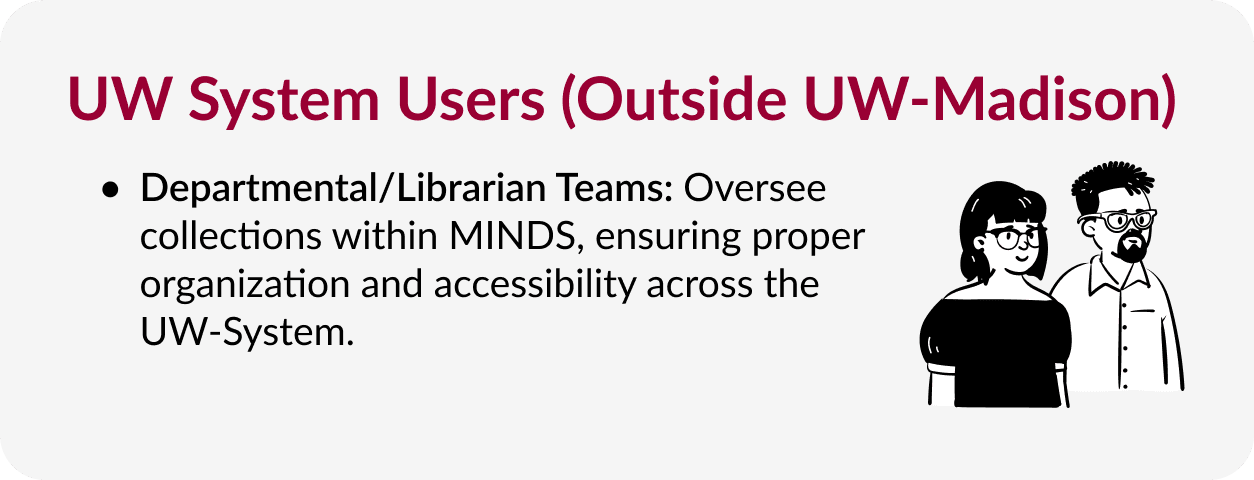 UW System Users (Outside UW-Madison)
• Departmental/Librarian Teams: Oversee
collections within MINDS, ensuring proper
organization and accessibility across the
UW-System.